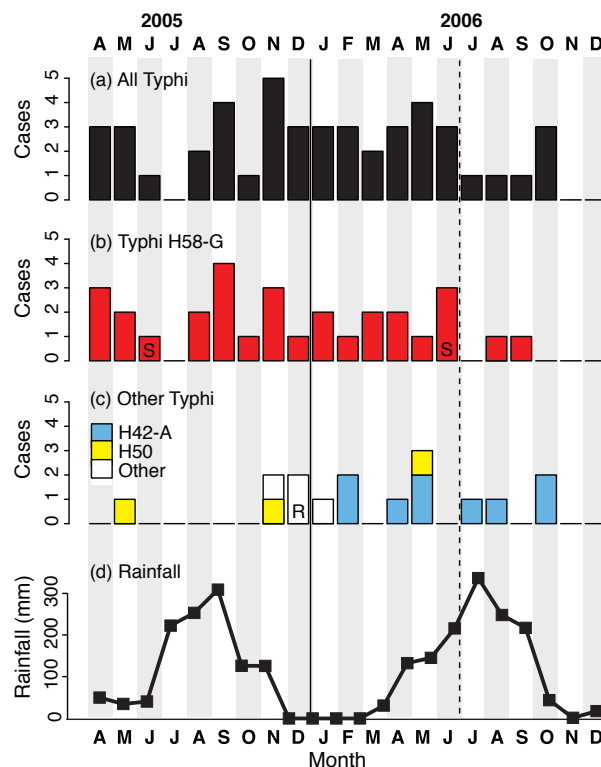 2005 2006
A M J J A S O N D J F M A M J J A S O N D
(a) All Typhi
Cases
0 1 2 3 4 5
(b) Typhi H58-G
Cases
0 1 2 3 4 5
S S
(c) Other Typhi
Cases
0 1 2 3 4 5
H42-A
H50
Other
R
(d) Rainfall
Rainfall (mm)
0 100 200 300
A M J J A S O N D J F M A M J J A S O N D
Month